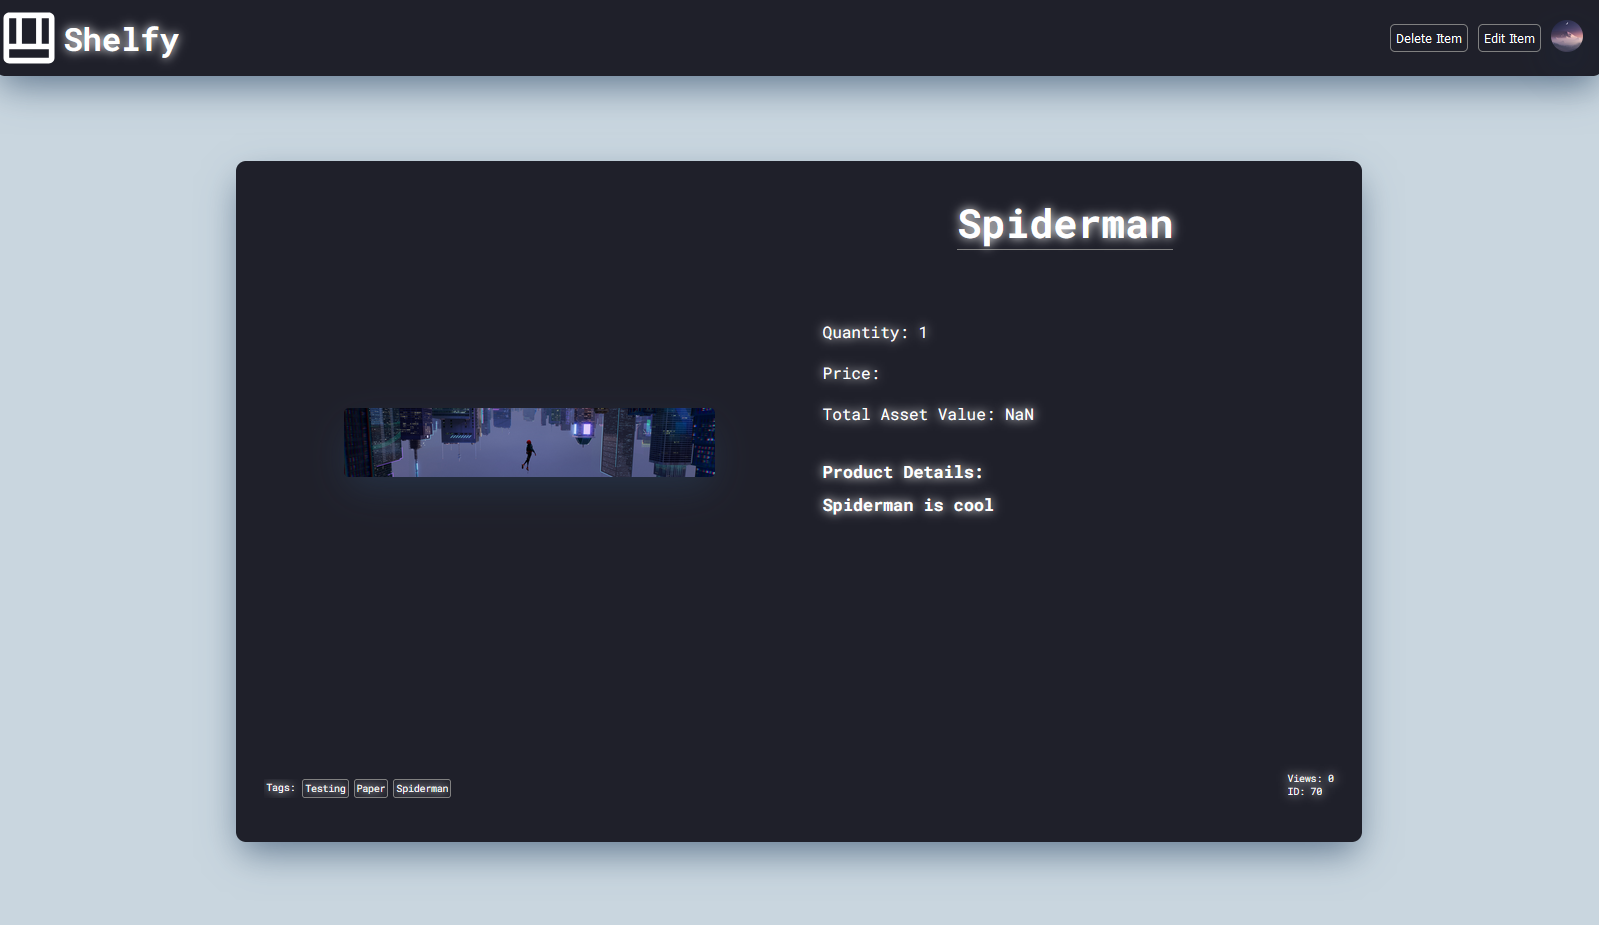 Shelfy
Delete Item
Edit Item
Spiderman
Quantity: 1
Price:
Total Asset Value: NaN
Product Details:
Spiderman is cool
Tags: Testing Paper Spiderman
Views: 0
ID: 70